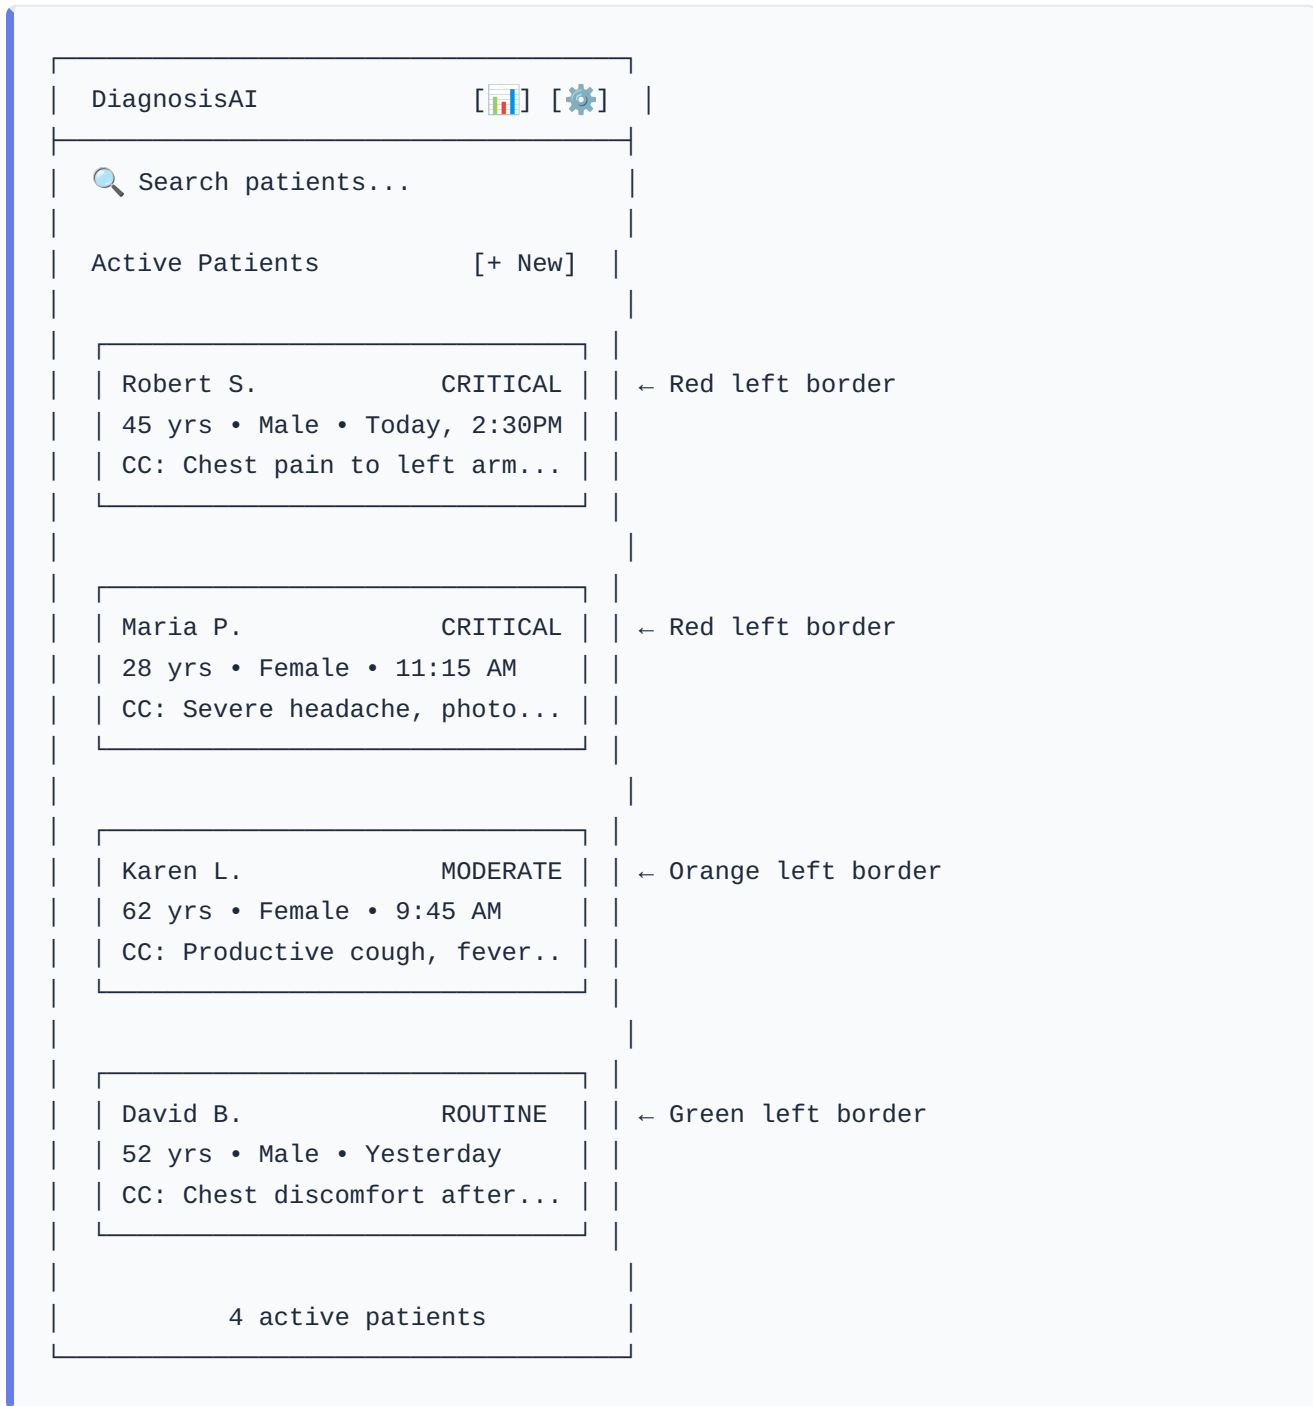 DiagnosisAI [📊] [⚙️]
🔍 Search patients...
Active Patients [+ New]
Robert S. CRITICAL ← Red left border
45 yrs • Male • Today, 2:30PM
CC: Chest pain to left arm...
Maria P. CRITICAL ← Red left border
28 yrs • Female • 11:15 AM
CC: Severe headache, photo...
Karen L. MODERATE ← Orange left border
62 yrs • Female • 9:45 AM
CC: Productive cough, fever..
David B. ROUTINE ← Green left border
52 yrs • Male • Yesterday
CC: Chest discomfort after...
4 active patients